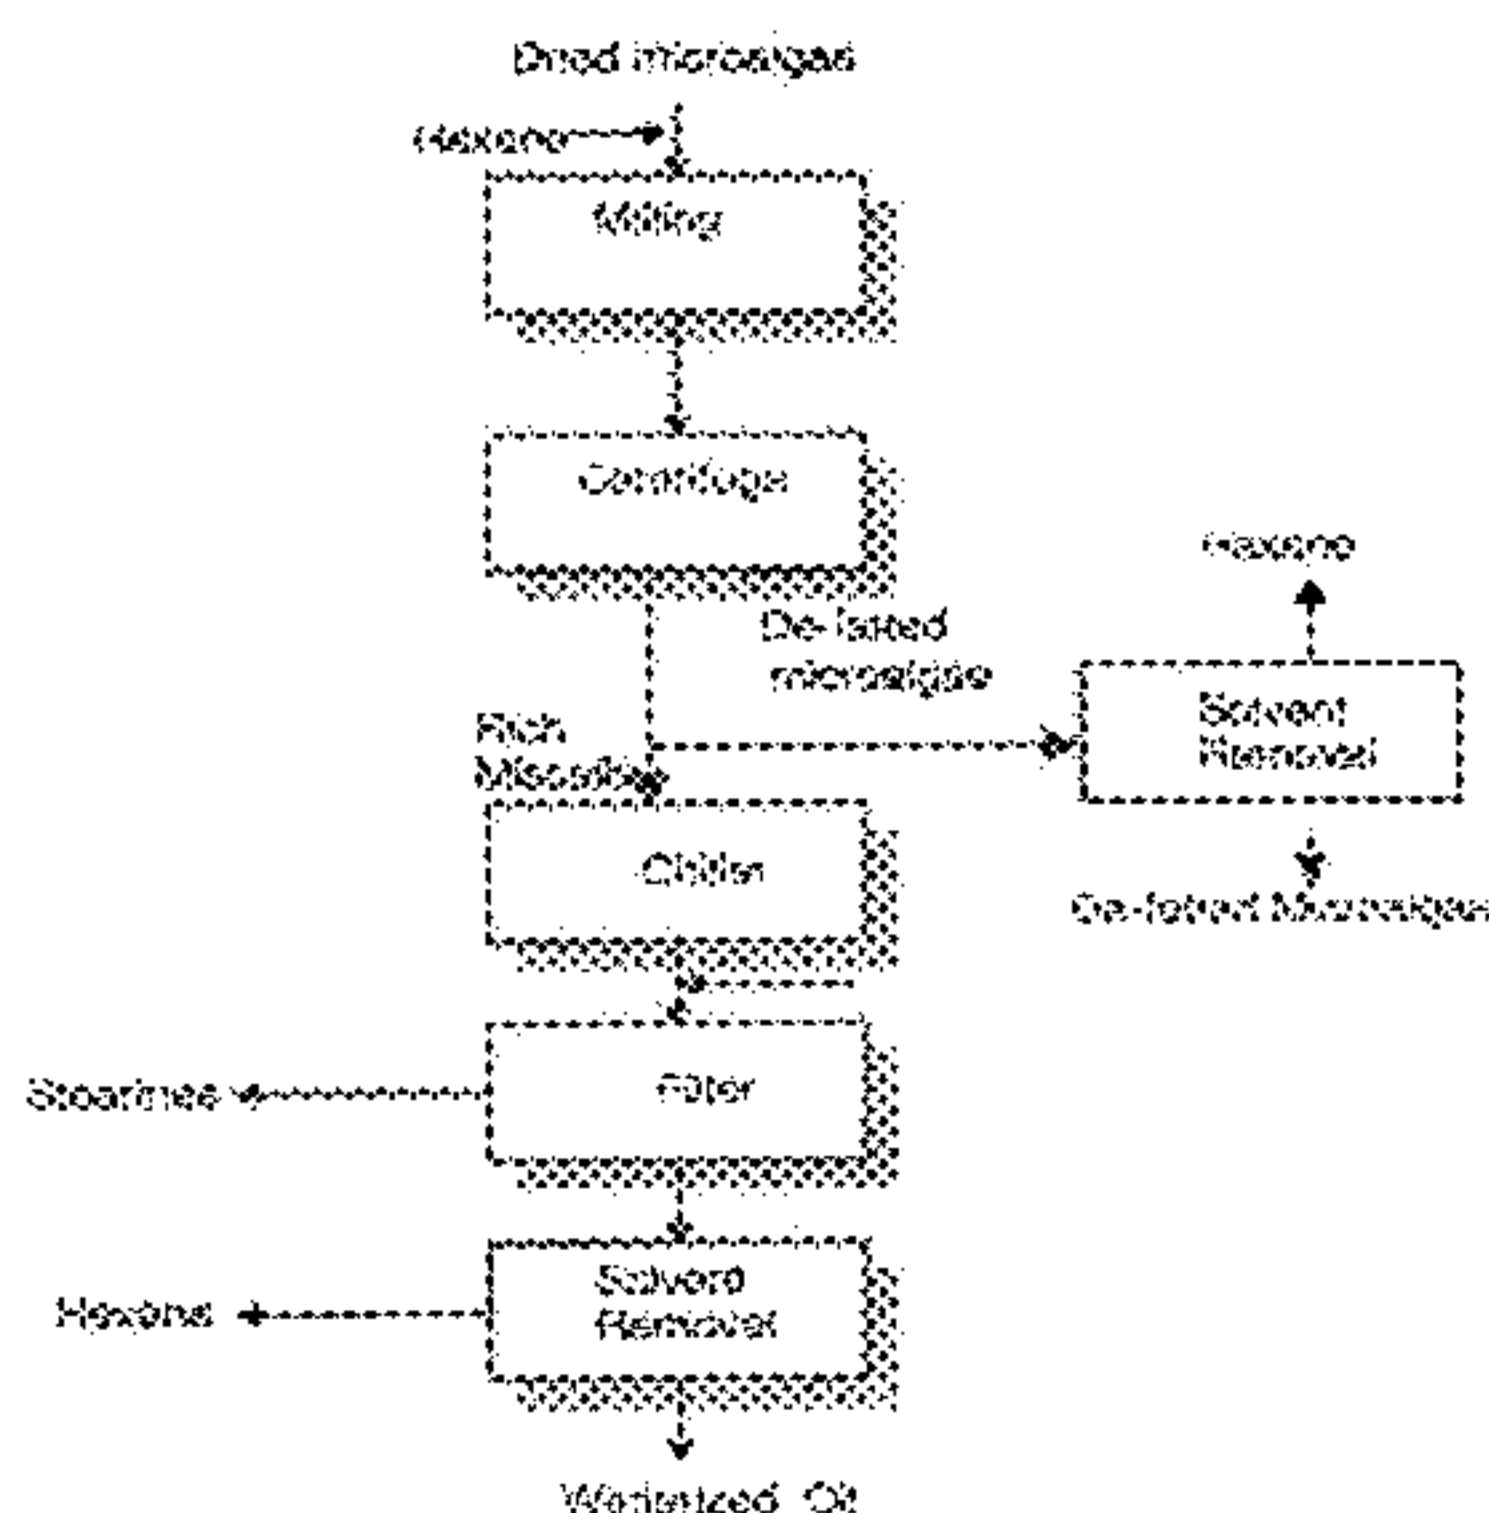 Dried microalgae
Hexane
Milling
Centrifuge
Hexane
De-fatted
microalgae
Solvent
Removal
Rich
Miscella
Chiller
De-fatted Microalgae
Filter
Stearines
Solvent
Removal
Hexane
Winterized Oil